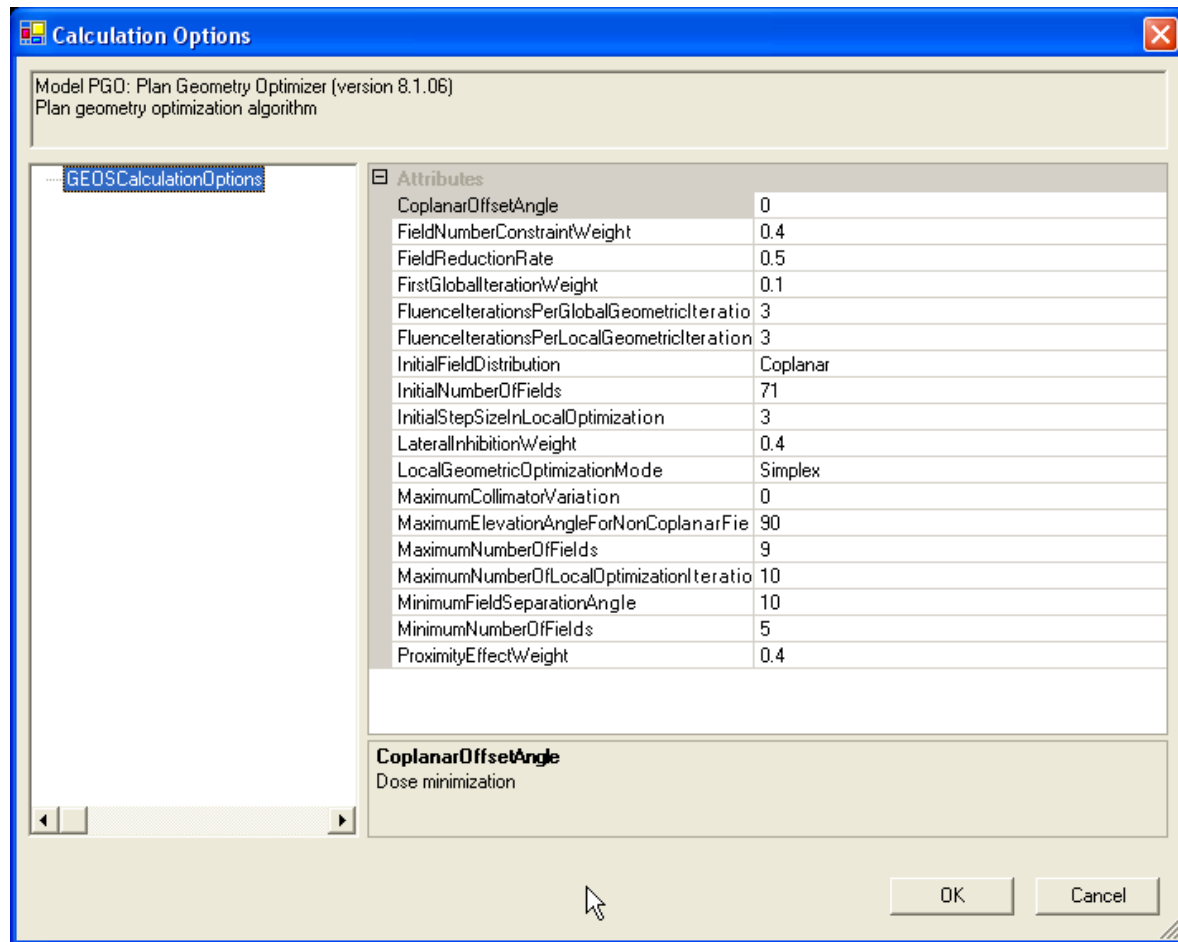 Calculation Options
Model PGO: Plan Geometry Optimizer (version 8.1.06)
Plan geometry optimization algorithm
GEOSCalculationOptions
Attributes
CoplanarOffsetAngle 0
FieldNumberConstraintWeight 0.4
FieldReductionRate 0.5
FirstGlobalIterationWeight 0.1
FluenceIterationsPerGlobalGeometricIteratio 3
FluenceIterationsPerLocalGeometricIteration 3
InitialFieldDistribution Coplanar
InitialNumberOfFields 71
InitialStepSizeInLocalOptimization 3
LateralInhibitionWeight 0.4
LocalGeometricOptimizationMode Simplex
MaximumCollimatorVariation 0
MaximumElevationAngleForNonCoplanarFie 90
MaximumNumberOfFields 9
MaximumNumberOfLocalOptimizationIteratio 10
MinimumFieldSeparationAngle 10
MinimumNumberOfFields 5
ProximityEffectWeight 0.4
CoplanarOffsetAngle
Dose minimization
OK Cancel